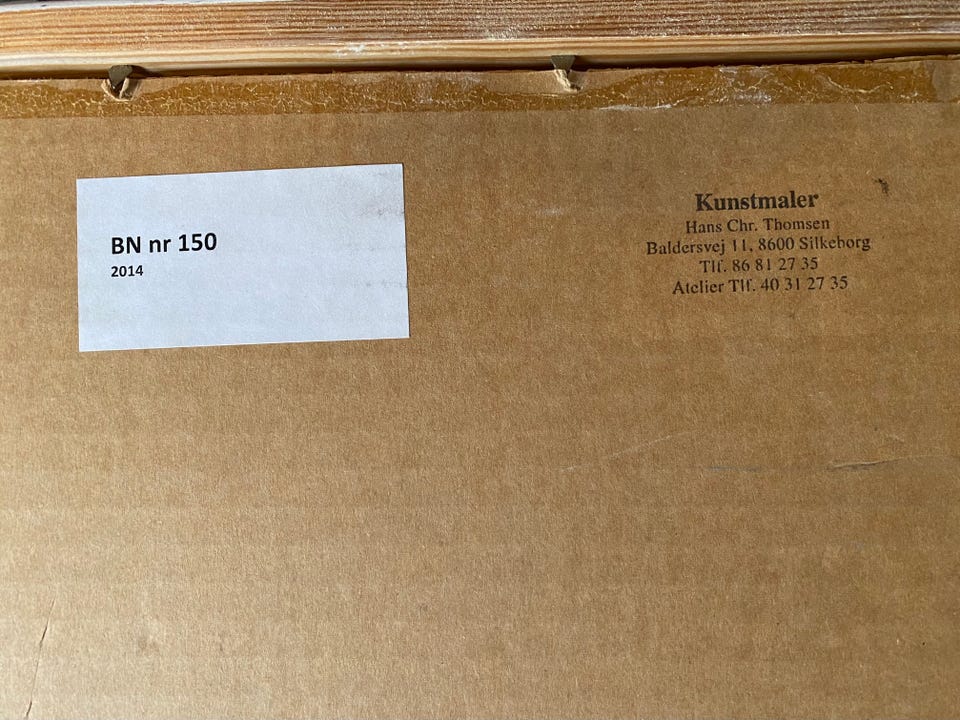 BN nr 150
2014
Kunstmaler
Hans Chr. Thomsen
Baldersvej 11, 8600 Silkeborg
Tlf. 86 81 27 35
Atelier Tlf. 40 31 27 35